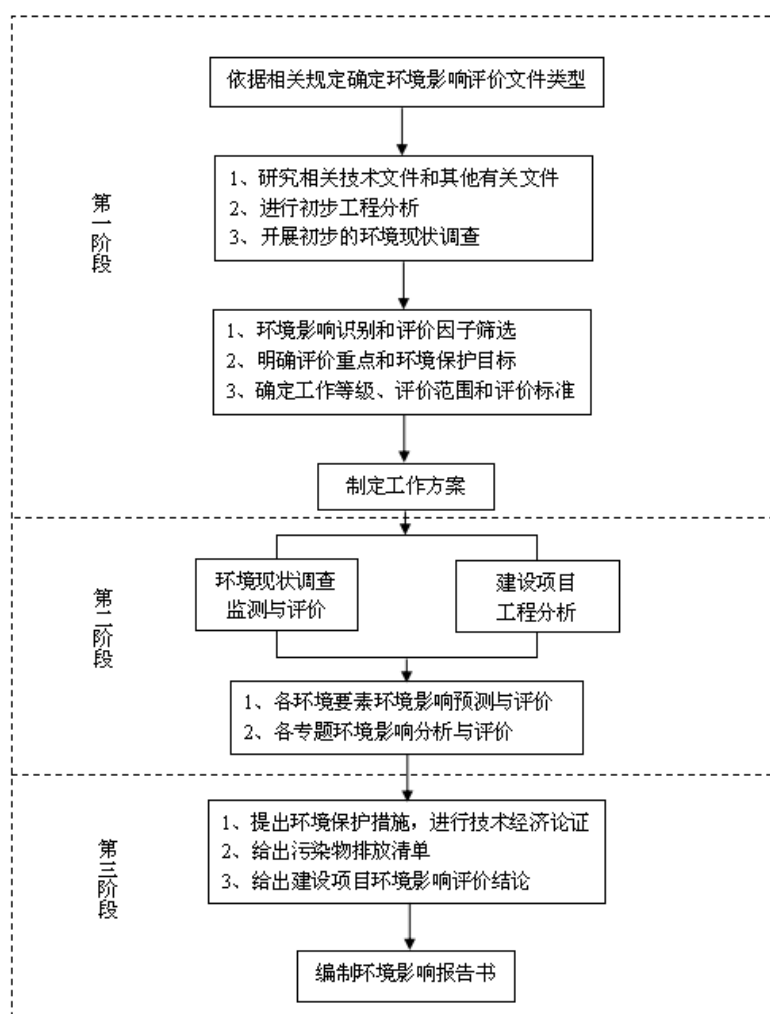 依据相关规定确定环境影响评价文件类型
1、研究相关技术文件和其他有关文件
2、进行初步工程分析
3、开展初步的环境现状调查
第一阶段
1、环境影响识别和评价因子筛选
2、明确评价重点和环境保护目标
3、确定工作等级、评价范围和评价标准
制定工作方案
第二阶段
环境现状调查
监测与评价
建设项目
工程分析
1、各环境要素环境影响预测与评价
2、各专题环境影响分析与评价
第三阶段
1、提出环境保护措施，进行技术经济论证
2、给出污染物排放清单
3、给出建设项目环境影响评价结论
编制环境影响报告书